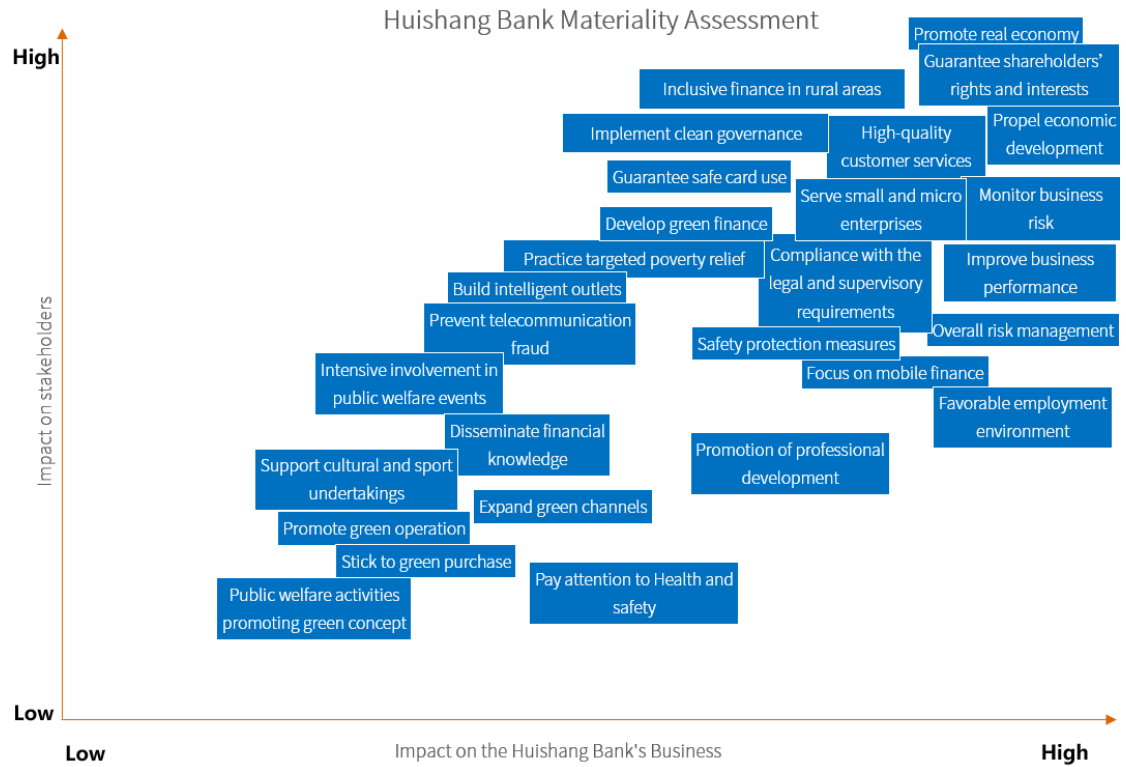 Huishang Bank Materiality Assessment
High
Promote real economy
Guarantee shareholders'
rights and interests
Inclusive finance in rural areas
Implement clean governance
High-quality
customer services
Propel economic
development
Guarantee safe card use
Serve small and micro
enterprises
Monitor business
risk
Develop green finance
Practice targeted poverty relief
Compliance with the
legal and supervisory
requirements
Improve business
performance
Build intelligent outlets
Prevent telecommunication
fraud
Overall risk management
Safety protection measures
Intensive involvement in
public welfare events
Focus on mobile finance
Favorable employment
environment
Disseminate financial
knowledge
Promotion of professional
development
Support cultural and sport
undertakings
Expand green channels
Promote green operation
Stick to green purchase
Pay attention to Health and
safety
Public welfare activities
promoting green concept
Impact on stakeholders
Low
Low
Impact on the Huishang Bank's Business
High